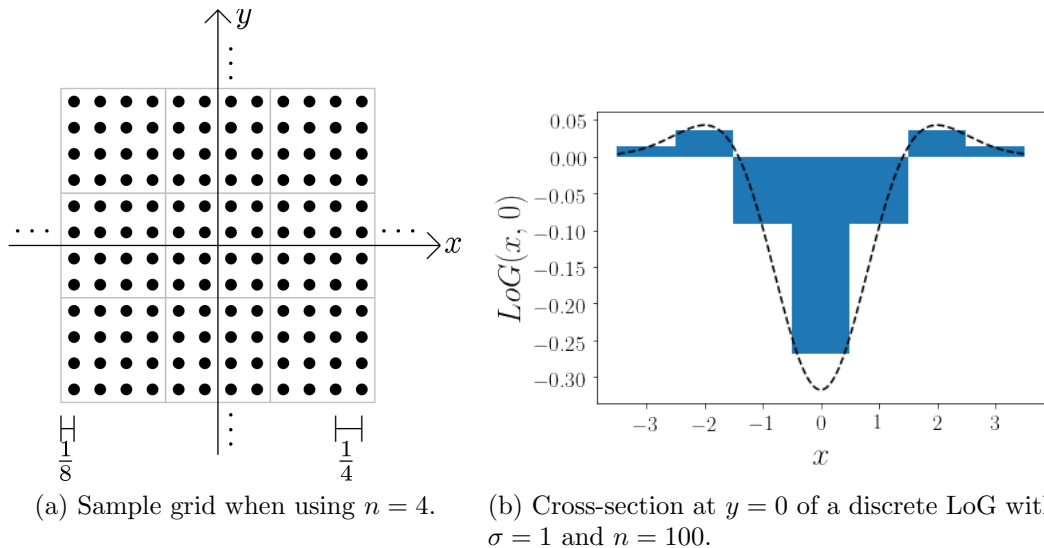 y
x
1/8
1/4
(a) Sample grid when using n = 4.
0.05
0.00
−0.05
−0.10
−0.15
−0.20
−0.25
−0.30
LoG(x, 0)
−3 −2 −1 0 1 2 3
x
(b) Cross-section at y = 0 of a discrete LoG with
σ = 1 and n = 100.